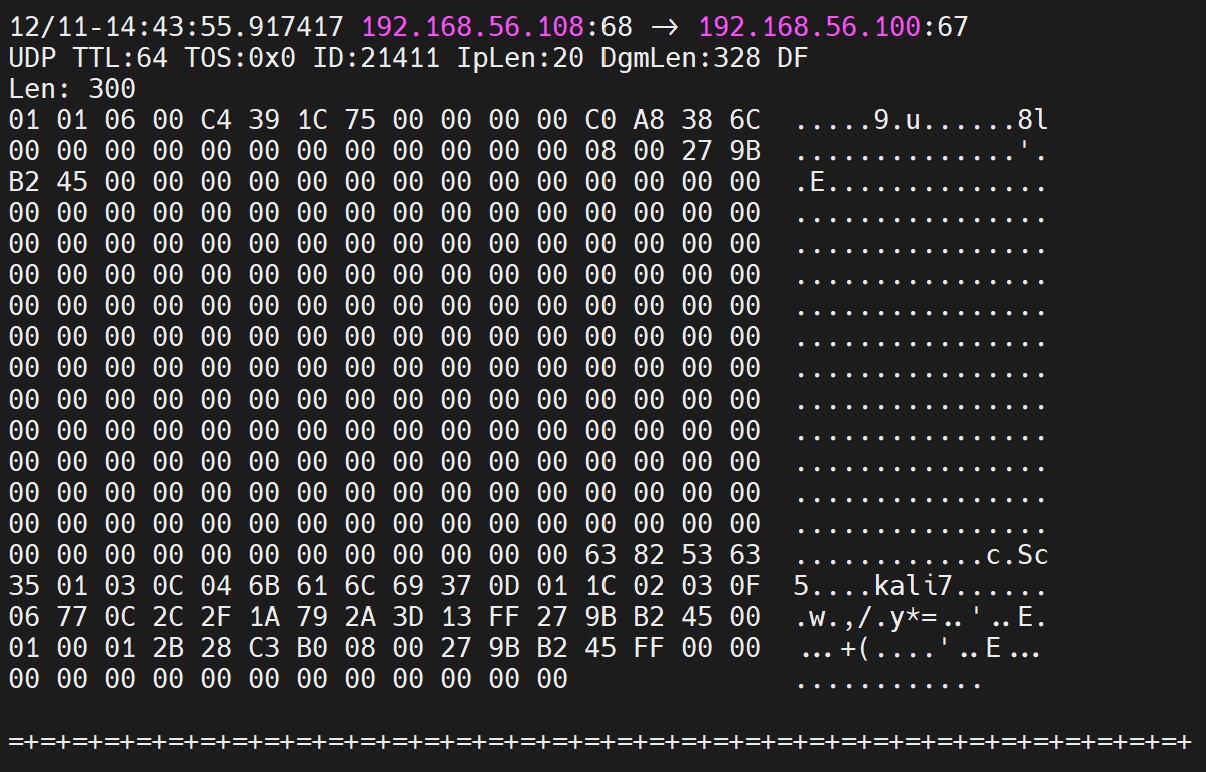 12/11-14:43:55.917417 192.168.56.108:68 -> 192.168.56.100:67
UDP TTL:64 TOS:0x0 ID:21411 IpLen:20 DgmLen:328 DF
Len: 300
01 01 06 00 C4 39 1C 75 00 00 00 00 C0 A8 38 6C  .....9.u......8l
00 00 00 00 00 00 00 00 00 00 00 00 08 00 27 9B  ..............'.
B2 45 00 00 00 00 00 00 00 00 00 00 00 00 00 00  .E..............
00 00 00 00 00 00 00 00 00 00 00 00 00 00 00 00  ................
00 00 00 00 00 00 00 00 00 00 00 00 00 00 00 00  ................
00 00 00 00 00 00 00 00 00 00 00 00 00 00 00 00  ................
00 00 00 00 00 00 00 00 00 00 00 00 00 00 00 00  ................
00 00 00 00 00 00 00 00 00 00 00 00 00 00 00 00  ................
00 00 00 00 00 00 00 00 00 00 00 00 00 00 00 00  ................
00 00 00 00 00 00 00 00 00 00 00 00 00 00 00 00  ................
00 00 00 00 00 00 00 00 00 00 00 00 00 00 00 00  ................
00 00 00 00 00 00 00 00 00 00 00 00 00 00 00 00  ................
00 00 00 00 00 00 00 00 00 00 00 00 00 00 00 00  ................
00 00 00 00 00 00 00 00 00 00 00 00 00 00 00 00  ................
00 00 00 00 00 00 00 00 00 00 00 00 63 82 53 63  ............c.Sc
35 01 03 0C 04 6B 61 6C 69 37 0D 01 1C 02 03 0F  5....kali7......
06 77 0C 2C 2F 1A 79 2A 3D 13 FF 27 9B B2 45 00  .w.,/.y*=..'..E.
01 00 01 2B 28 C3 B0 08 00 27 9B B2 45 FF 00 00  ...+(....'..E...
00 00 00 00 00 00 00 00 00 00 00 00              ............
=+=+=+=+=+=+=+=+=+=+=+=+=+=+=+=+=+=+=+=+=+=+=+=+=+=+=+=+=+=+=+=+=+=+=+=+=+